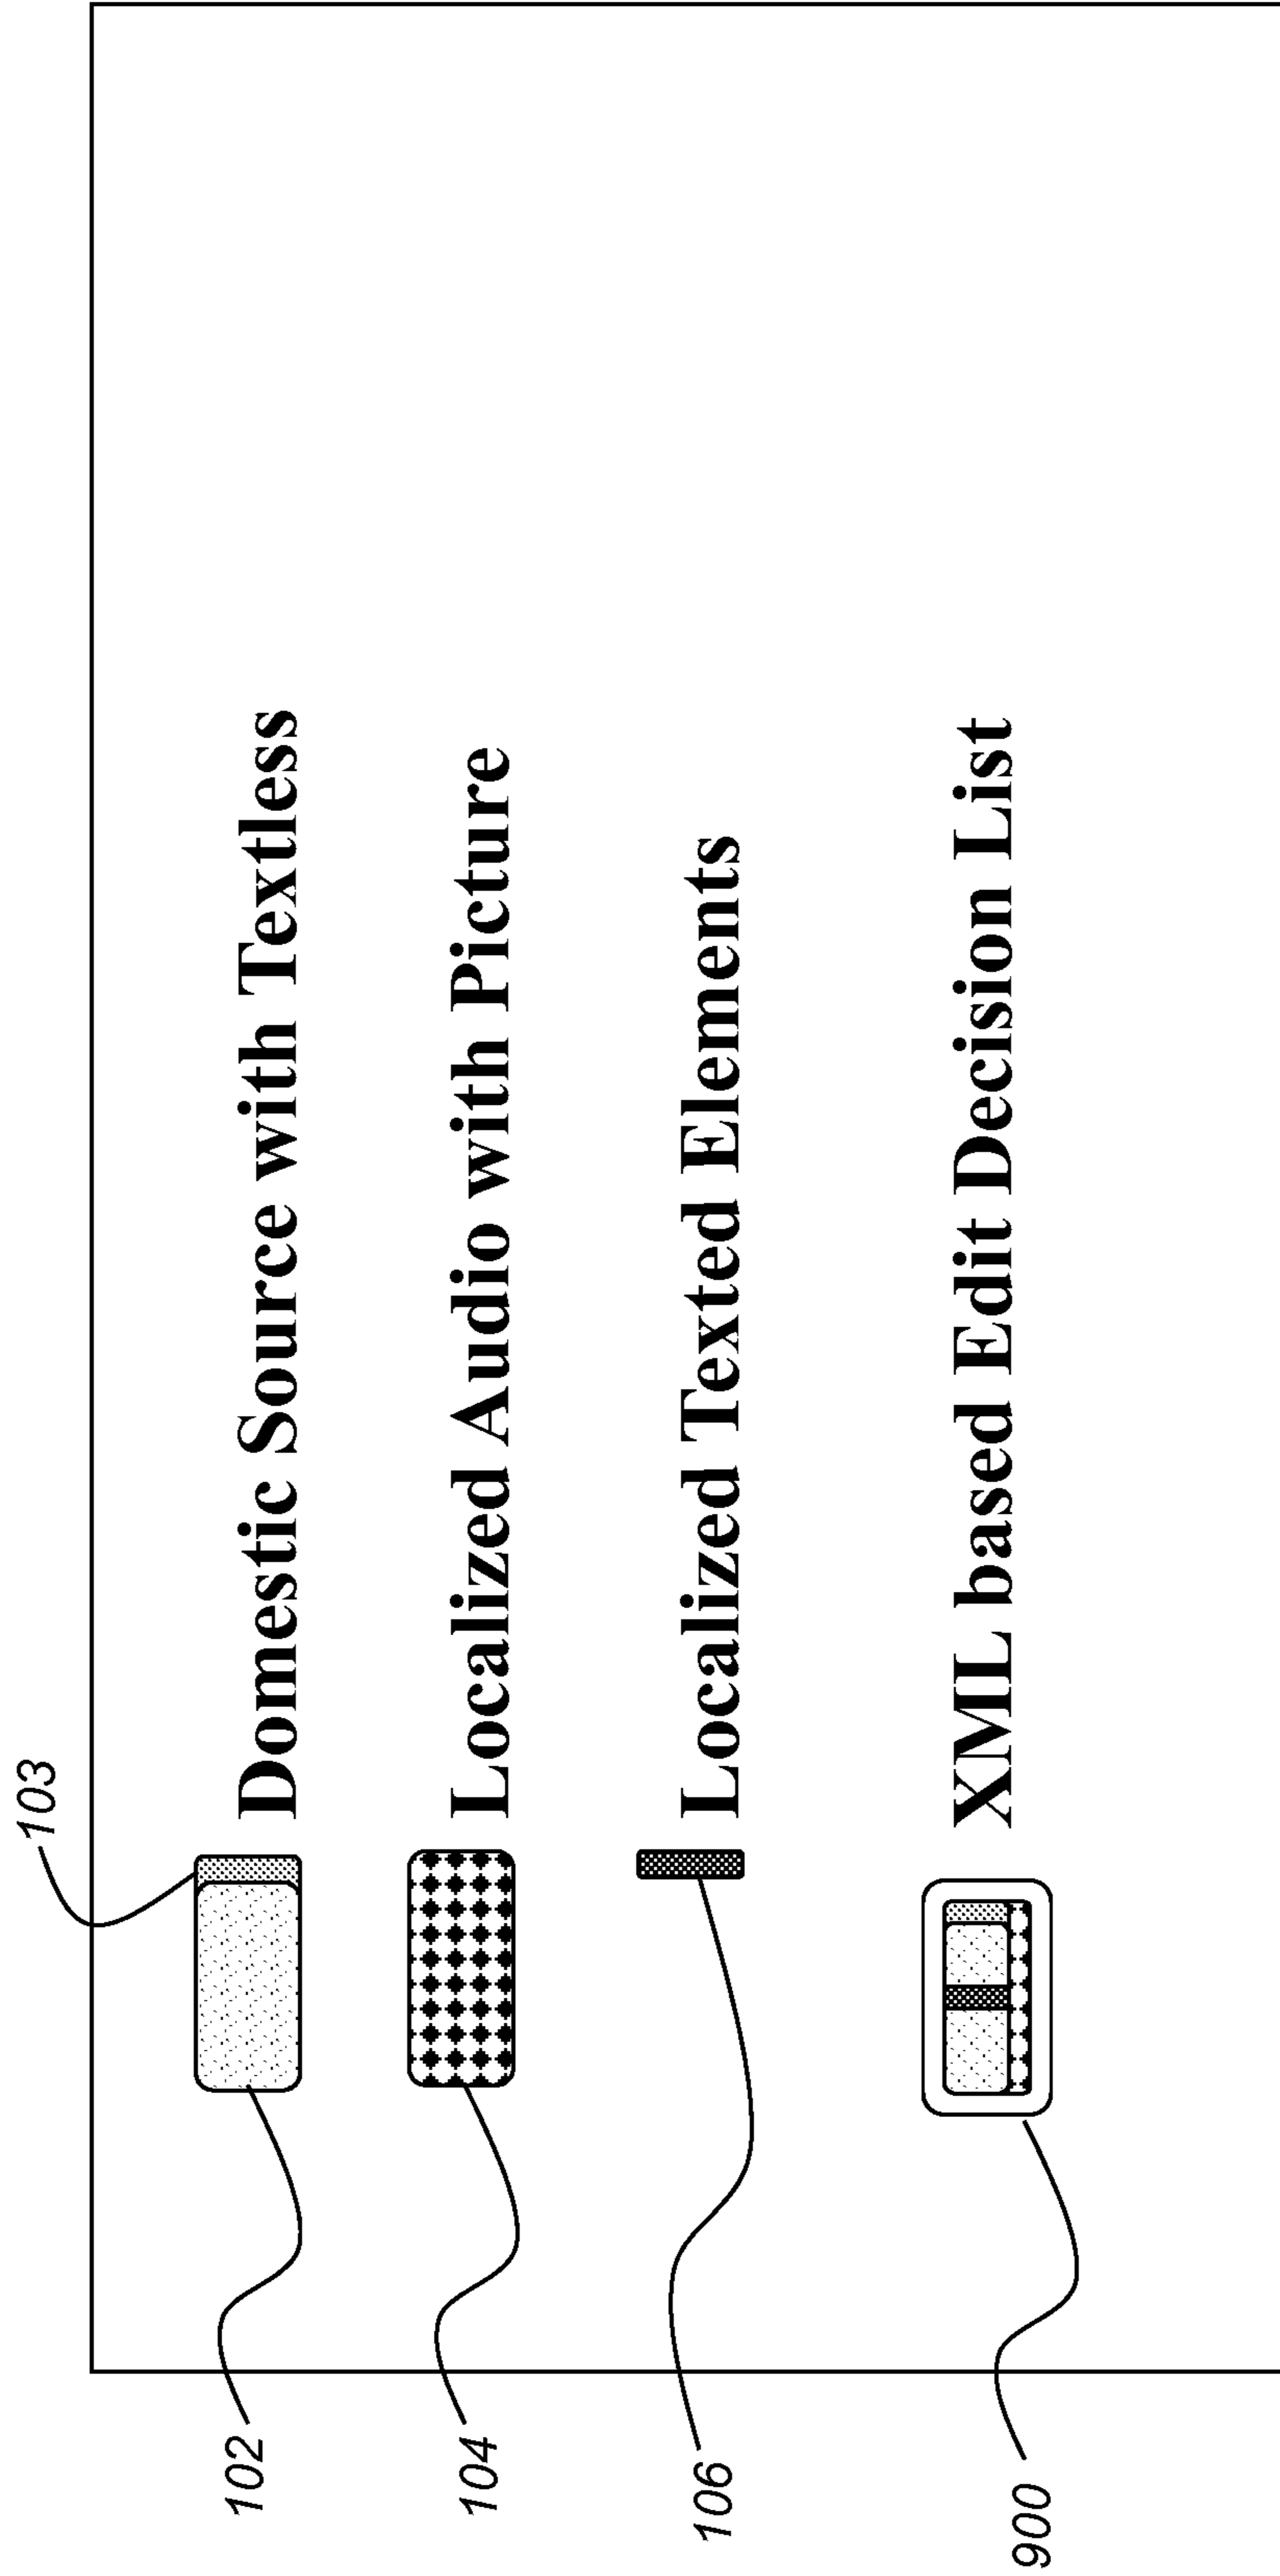 103
102 Domestic Source with Textless
104 Localized Audio with Picture
106 Localized Texted Elements
900 XML based Edit Decision List